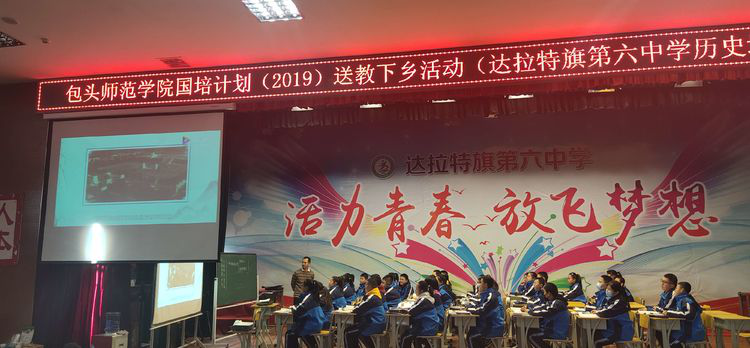 包头师范学院国培计划（2019）送教下乡活动（达拉特旗第六中学历史
达拉特旗第六中学
活力青春 放飞梦想